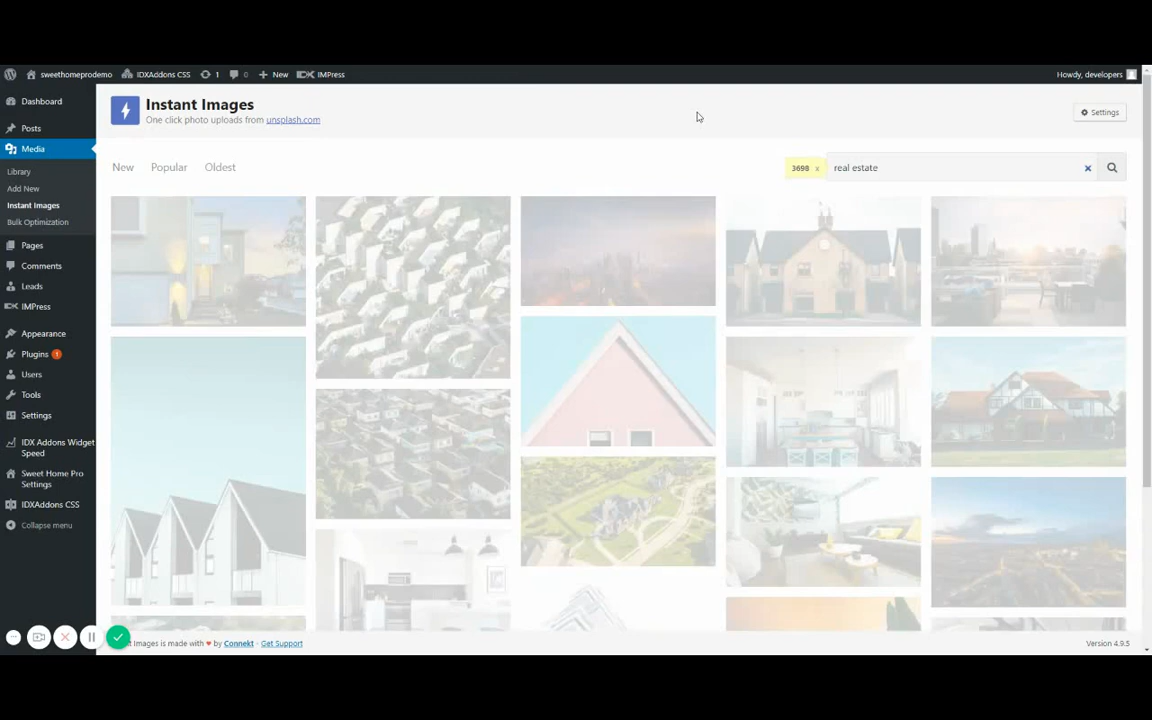 sweethomeprodemo IDXAddons CSS 1 0 New IMPress Howdy, developers
Dashboard
Posts
Media
Library
Add New
Instant Images
Bulk Optimization
Pages
Comments
Leads
IMPress
Appearance
Plugins 1
Users
Tools
Settings
IDX Addons Widget
Speed
Sweet Home Pro
Settings
IDXAddons CSS
Collapse menu
Instant Images
One click photo uploads from unsplash.com
Settings
New Popular Oldest
3698 x real estate
t Images is made with ♥ by Connekt - Get Support
Version 4.9.5